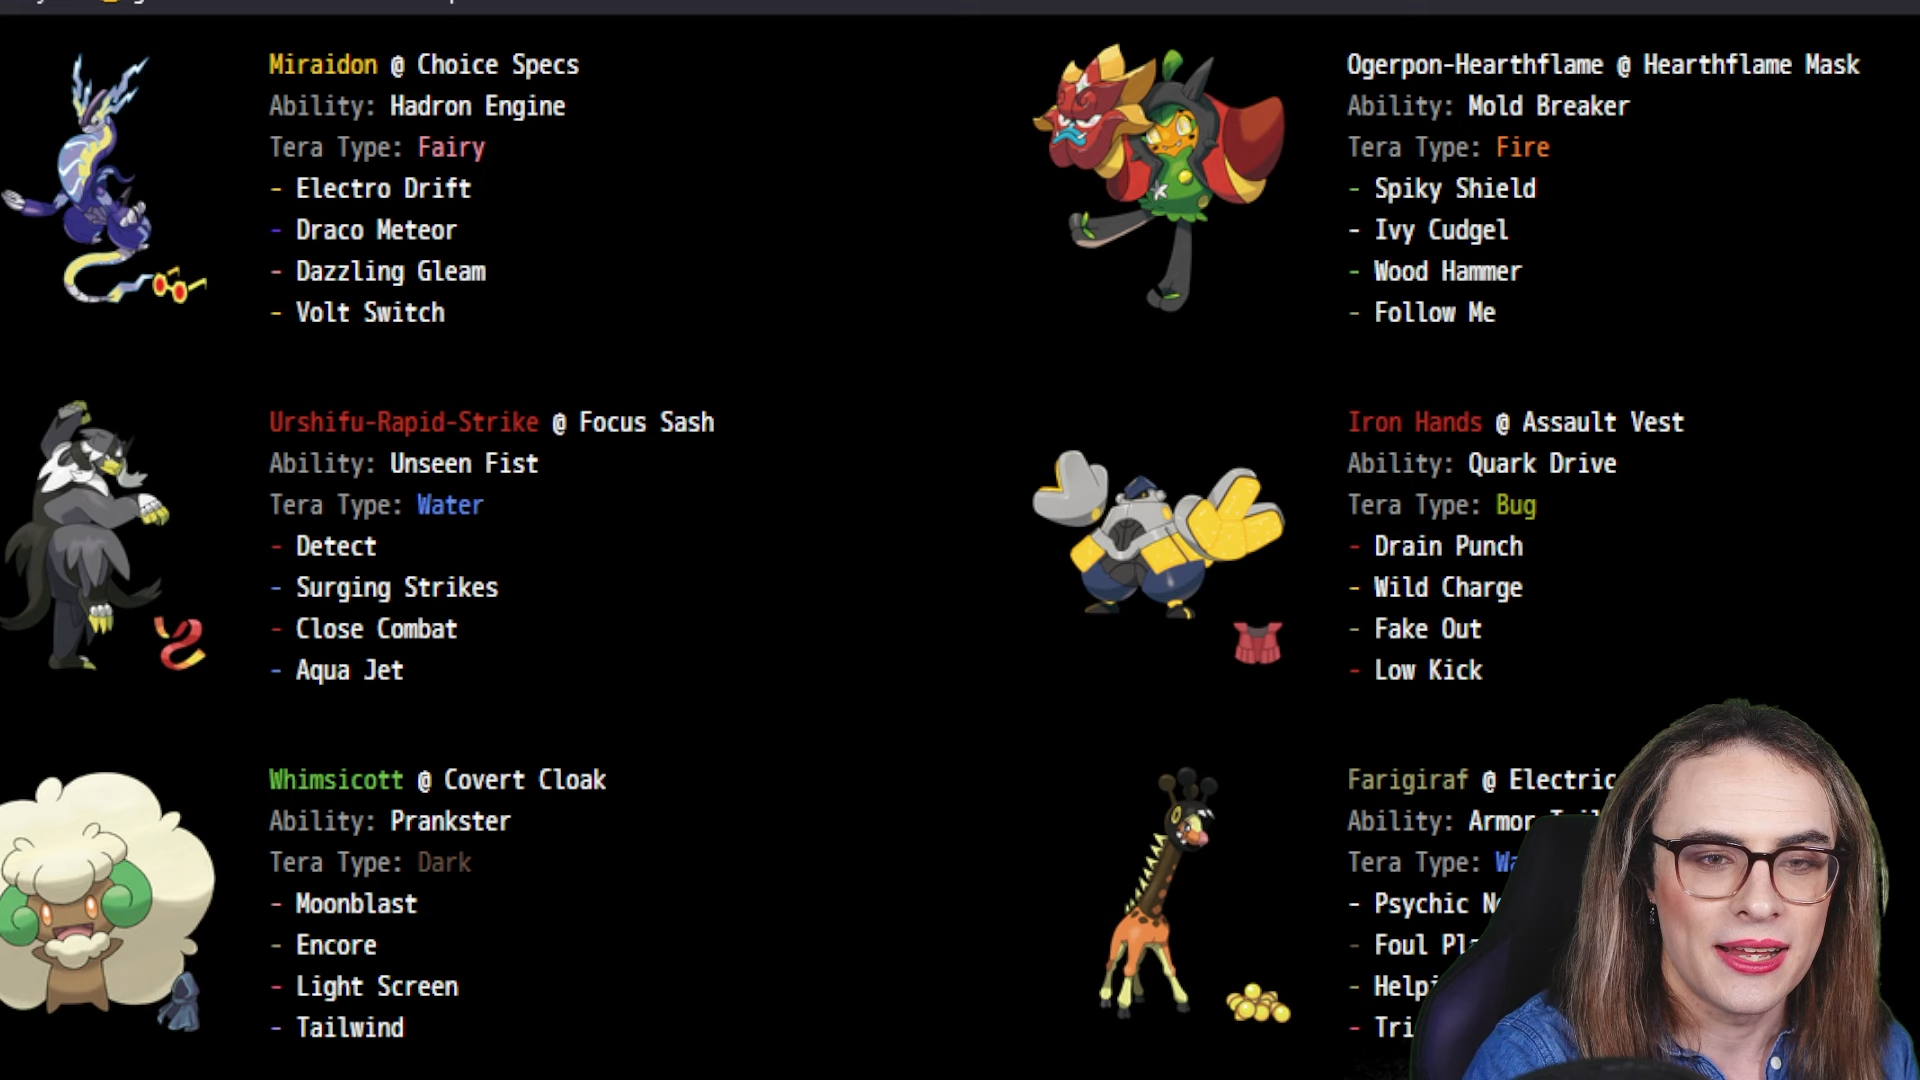 Miraidon @ Choice Specs
Ability: Hadron Engine
Tera Type: Fairy
- Electro Drift
- Draco Meteor
- Dazzling Gleam
- Volt Switch
Ogerpon-Hearthflame @ Hearthflame Mask
Ability: Mold Breaker
Tera Type: Fire
- Spiky Shield
- Ivy Cudgel
- Wood Hammer
- Follow Me
Urshifu-Rapid-Strike @ Focus Sash
Ability: Unseen Fist
Tera Type: Water
- Detect
- Surging Strikes
- Close Combat
- Aqua Jet
Iron Hands @ Assault Vest
Ability: Quark Drive
Tera Type: Bug
- Drain Punch
- Wild Charge
- Fake Out
- Low Kick
Whimsicott @ Covert Cloak
Ability: Prankster
Tera Type: Dark
- Moonblast
- Encore
- Light Screen
- Tailwind
Farigiraf @ Electric
Ability: Armor
Tera Type:
- Psychic
- Foul
-
-